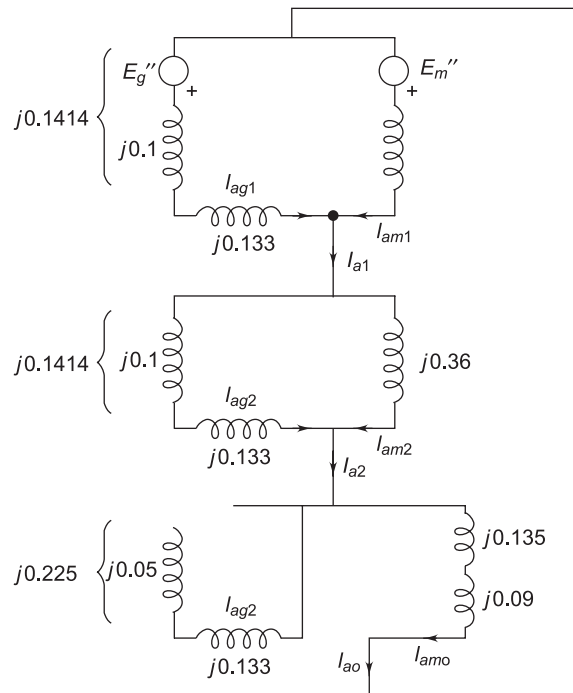 E_g'' E_m''
+ +
j0.1414
j0.1
I_ag1
I_am1
j0.133
I_a1
j0.1414
j0.1
j0.36
I_ag2
I_am2
j0.133
I_a2
j0.135
j0.225
j0.05
j0.09
I_ag2
j0.133
I_ao
I_amo